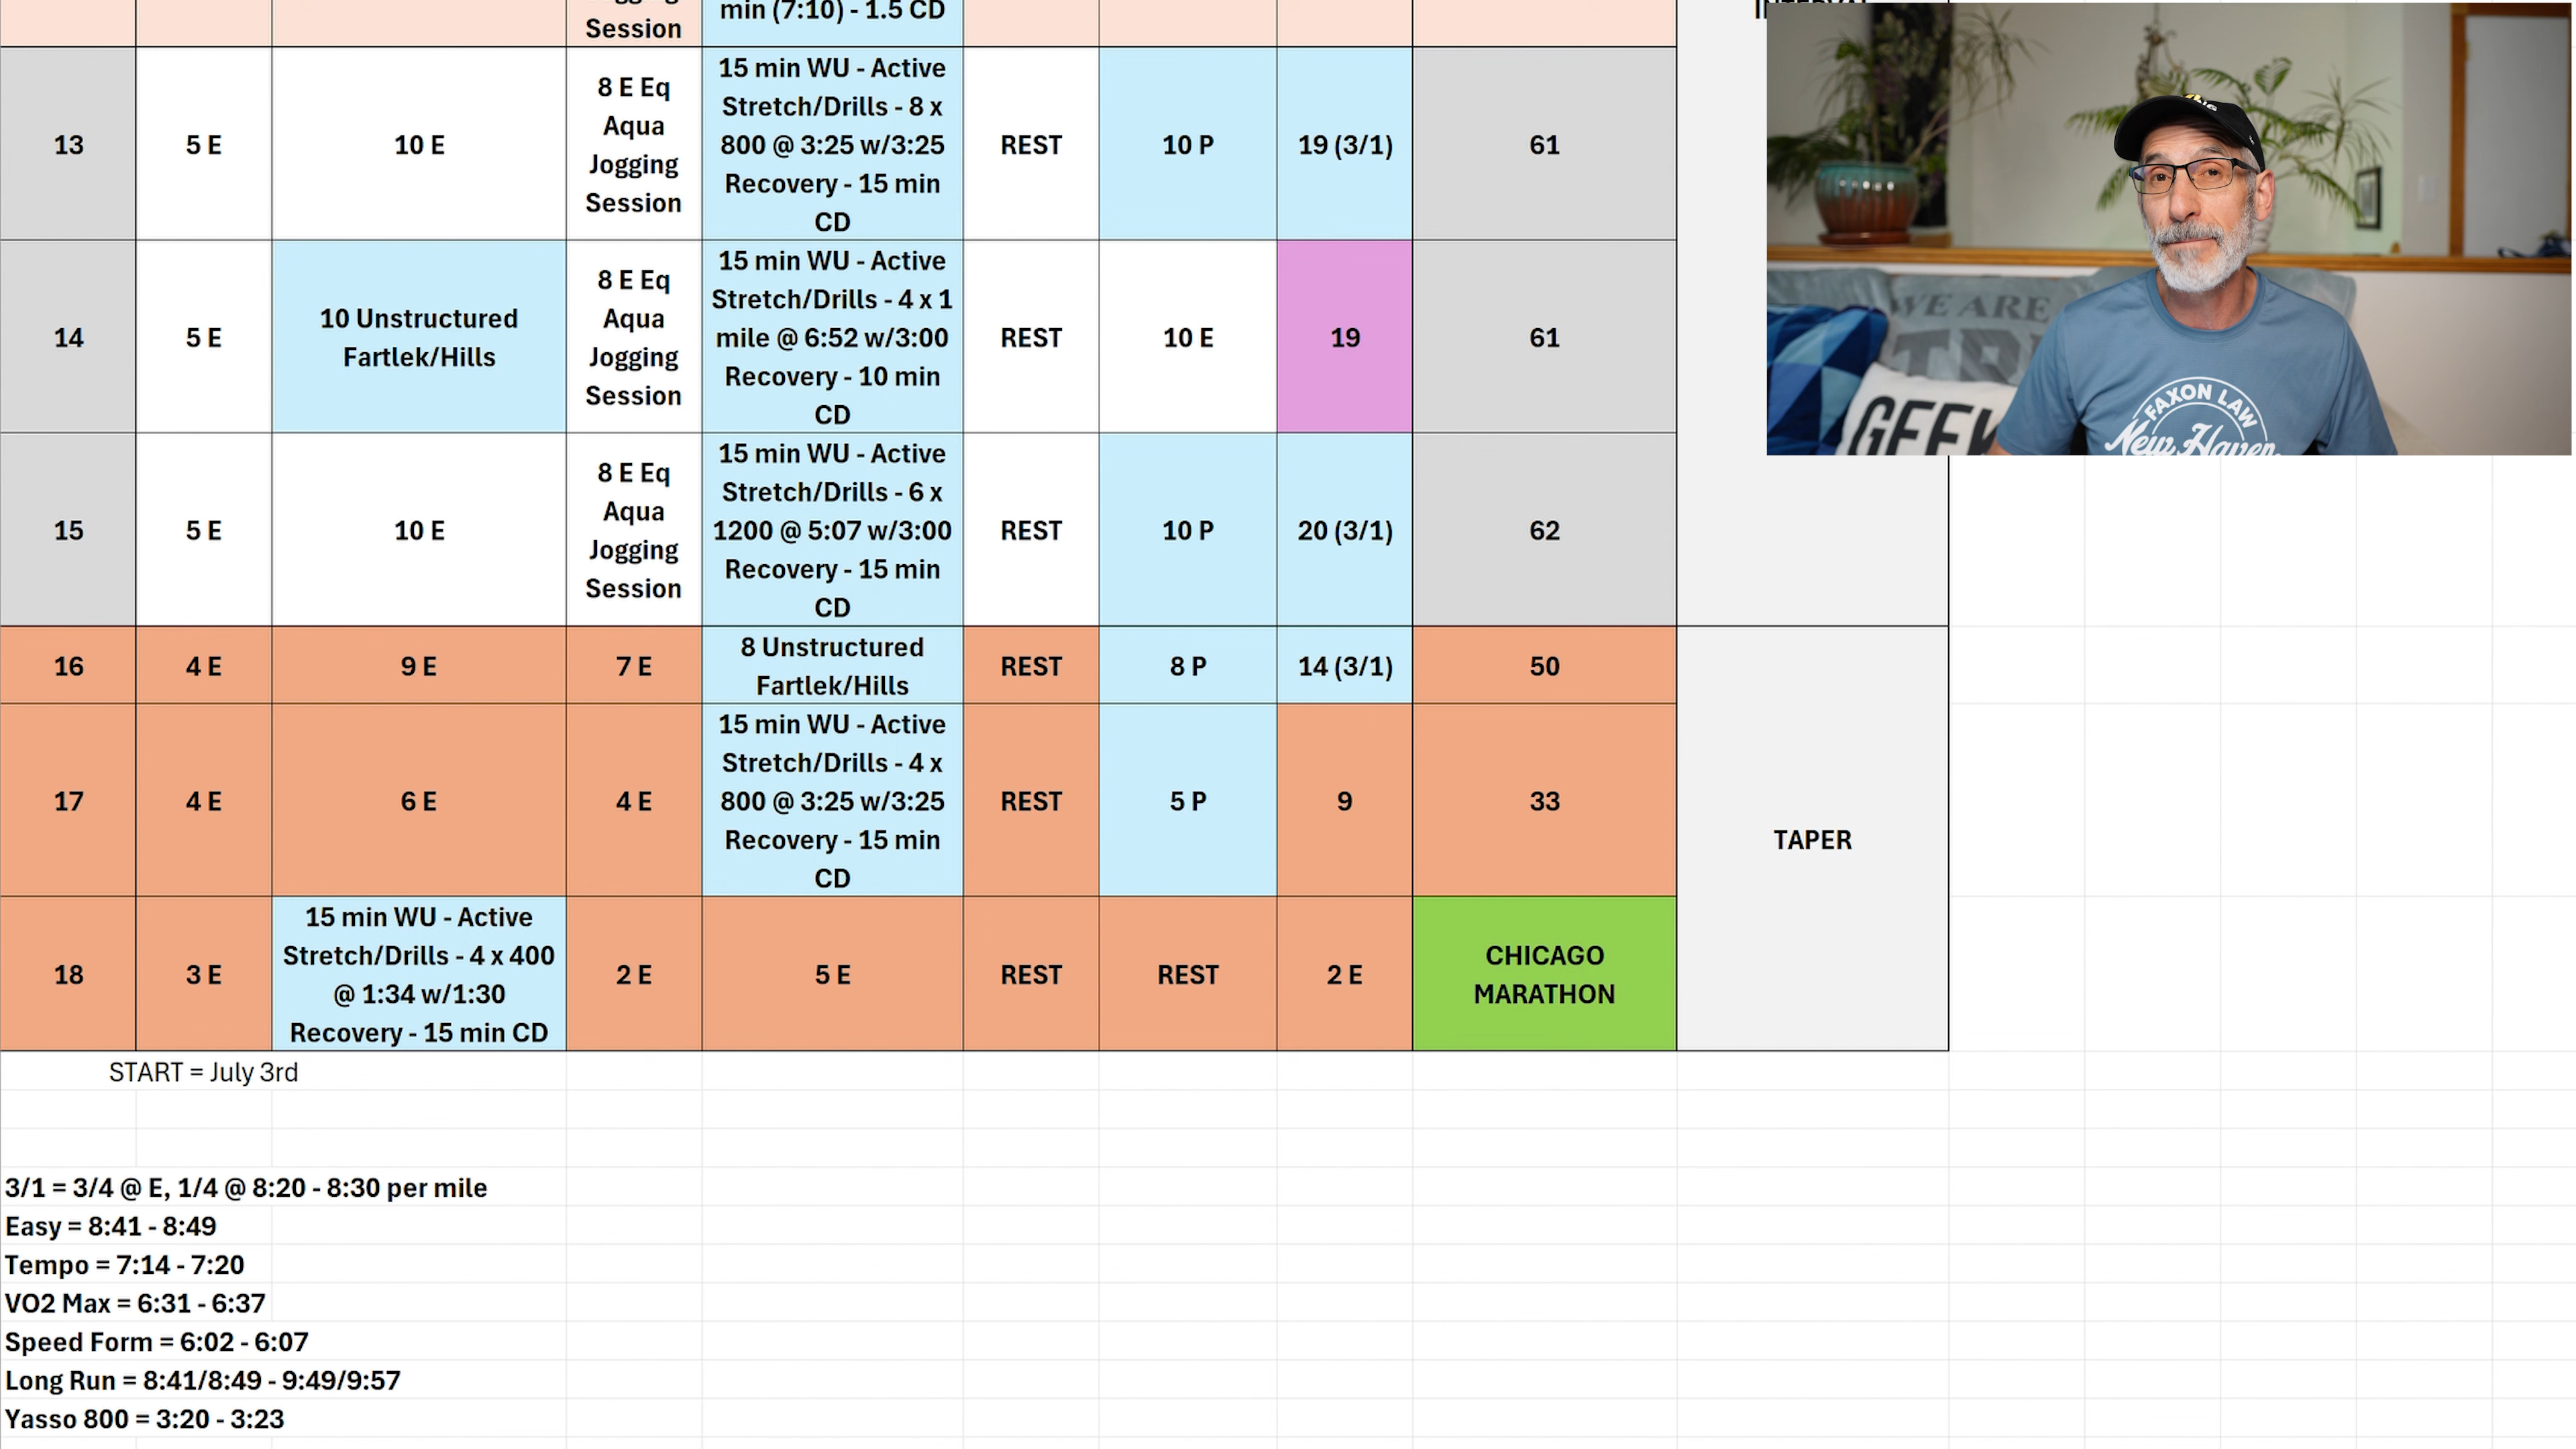 Session
min (7:10) - 1.5 CD
13
5 E
10 E
8 E Eq
Aqua
Jogging
Session
15 min WU - Active
Stretch/Drills - 8 x
800 @ 3:25 w/3:25
Recovery - 15 min
CD
REST
10 P
19 (3/1)
61
14
5 E
10 Unstructured
Fartlek/Hills
8 E Eq
Aqua
Jogging
Session
15 min WU - Active
Stretch/Drills - 4 x 1
mile @ 6:52 w/3:00
Recovery - 10 min
CD
REST
10 E
19
61
15
5 E
10 E
8 E Eq
Aqua
Jogging
Session
15 min WU - Active
Stretch/Drills - 6 x
1200 @ 5:07 w/3:00
Recovery - 15 min
CD
REST
10 P
20 (3/1)
62
16
4 E
9 E
7 E
8 Unstructured
Fartlek/Hills
REST
8 P
14 (3/1)
50
17
4 E
6 E
4 E
15 min WU - Active
Stretch/Drills - 4 x
800 @ 3:25 w/3:25
Recovery - 15 min
CD
REST
5 P
9
33
TAPER
18
3 E
15 min WU - Active
Stretch/Drills - 4 x 400
@ 1:34 w/1:30
Recovery - 15 min CD
2 E
5 E
REST
REST
2 E
CHICAGO
MARATHON
START = July 3rd
3/1 = 3/4 @ E, 1/4 @ 8:20 - 8:30 per mile
Easy = 8:41 - 8:49
Tempo = 7:14 - 7:20
VO2 Max = 6:31 - 6:37
Speed Form = 6:02 - 6:07
Long Run = 8:41/8:49 - 9:49/9:57
Yasso 800 = 3:20 - 3:23
WE ARE
GEEK
FAXON LAW
New Haven